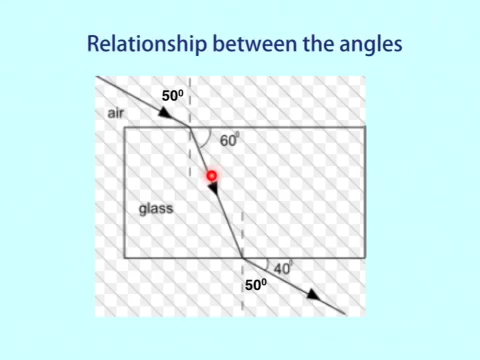 Relationship between the angles
50⁰
air
60⁰
glass
40⁰
50⁰